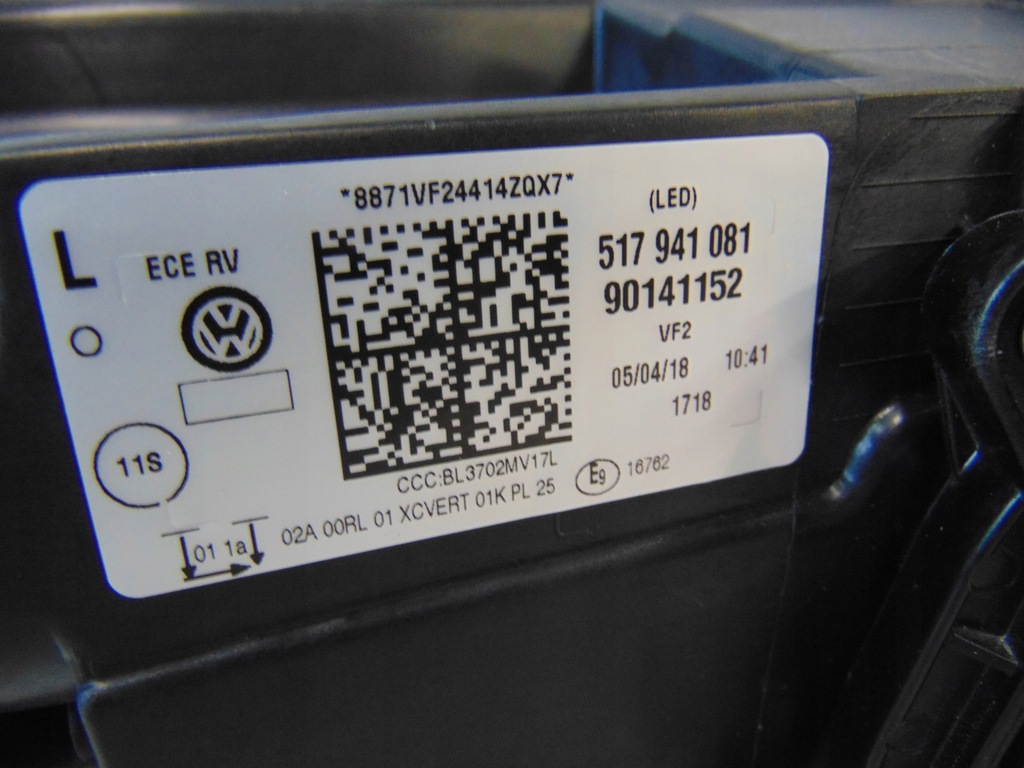 *8871VF24414ZQX7*
L
ECE RV
(LED)
517 941 081
90141152
VF2
05/04/18 10:41
1718
11S
CCC:BL3702MV17L
02A 00RL 01 XCVERT 01K PL 25
E9 16762
01 1a